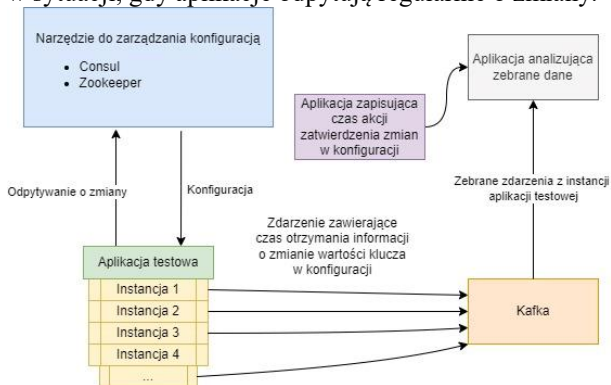 w sytuacji, gdy aplikacje odpytują regularnie o zmiany.
Narzędzie do zarządzania konfiguracją
• Consul
• Zookeeper
Aplikacja analizująca
zebrane dane
Aplikacja zapisująca
czas akcji
zatwierdzenia zmian
w konfiguracji
Odpytywanie o zmiany
Konfiguracja
Zebrane zdarzenia z instancji
aplikacji testowej
Zdarzenie zawierające
czas otrzymania informacji
o zmianie wartości klucza
w konfiguracji
Aplikacja testowa
Instancja 1
Instancja 2
Instancja 3
Instancja 4
...
Kafka